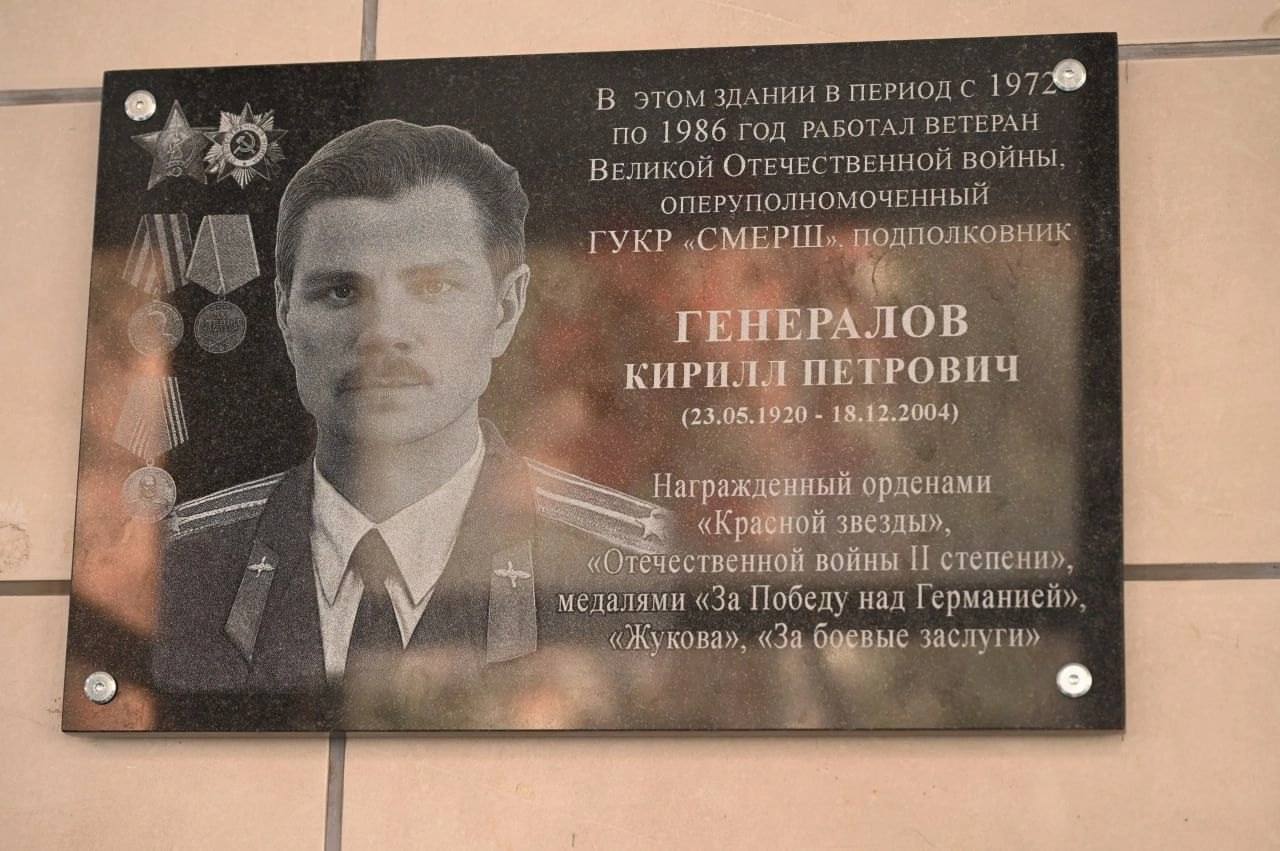 В ЭТОМ ЗДАНИИ В ПЕРИОД С 1972
ПО 1986 ГОД РАБОТАЛ ВЕТЕРАН
ВЕЛИКОЙ ОТЕЧЕСТВЕННОЙ ВОЙНЫ,
ОПЕРУПОЛНОМОЧЕННЫЙ
ГУКР «СМЕРШ», ПОДПОЛКОВНИК
ГЕНЕРАЛОВ
КИРИЛЛ ПЕТРОВИЧ
(23.05.1920 - 18.12.2004)
Награжденный орденами
«Красной звезды»,
«Отечественной войны II степени»,
медалями «За Победу над Германией»,
«Жукова», «За боевые заслуги»